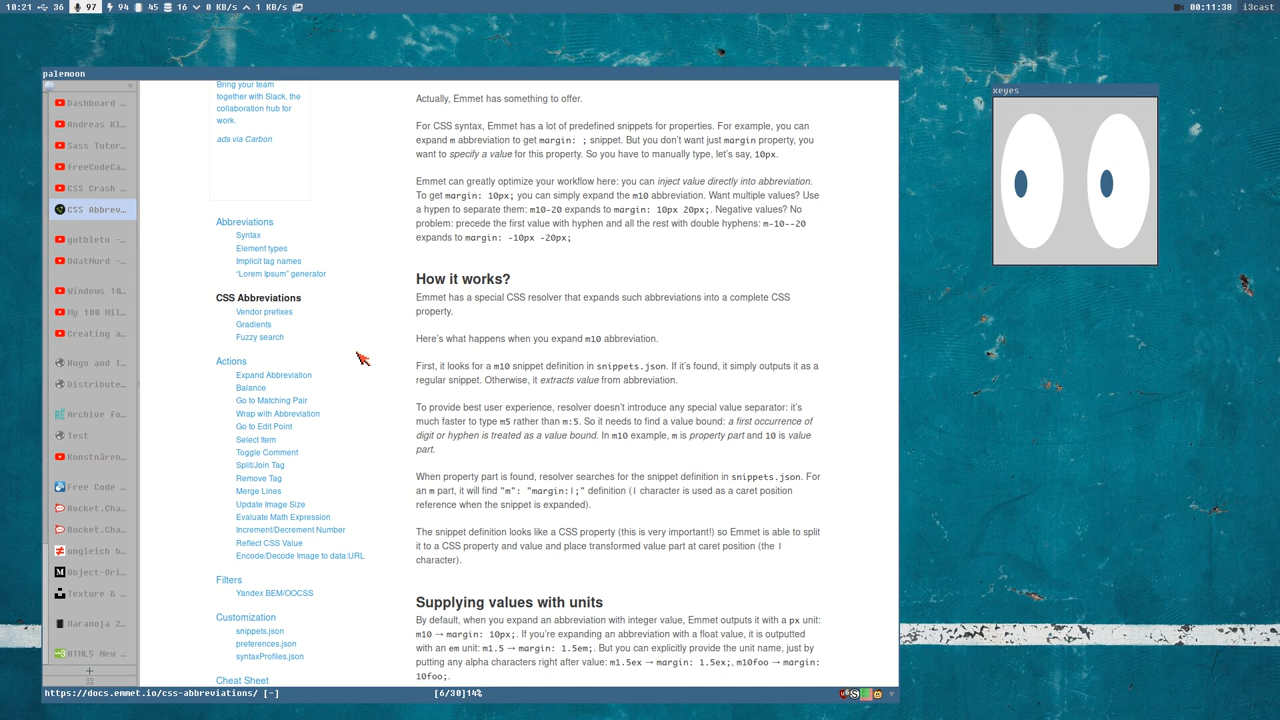 10:21 36 97 94 45 16 0 KB/s 1 KB/s
00:11:38 i3cast
palemoon
xeyes
Dashboard …
Andreas Kl…
Sass Tutor…
FreeCodeCa…
CSS Crash …
CSS Abbrev…
gotbletu -…
UdatMurd -…
Windows 10…
My 100 Mil…
Creating a…
Hugo and I…
Distribute…
Archive fo…
Test
Konstnären…
Free Code …
Rocket.Cha…
Rocket.Cha…
ungleich h…
Object-Ori…
Texture & …
Naranoja 2…
HTML5 New …
Bring your team
together with Slack, the
collaboration hub for
work.
ads via Carbon
Abbreviations
Syntax
Element types
Implicit tag names
“Lorem Ipsum” generator
CSS Abbreviations
Vendor prefixes
Gradients
Fuzzy search
Actions
Expand Abbreviation
Balance
Go to Matching Pair
Wrap with Abbreviation
Go to Edit Point
Select Item
Toggle Comment
Split/Join Tag
Remove Tag
Merge Lines
Update Image Size
Evaluate Math Expression
Increment/Decrement Number
Reflect CSS Value
Encode/Decode Image to data:URL
Filters
Yandex BEM/OOCSS
Customization
snippets.json
preferences.json
syntaxProfiles.json
Cheat Sheet
Actually, Emmet has something to offer.
For CSS syntax, Emmet has a lot of predefined snippets for properties. For example, you can
expand m abbreviation to get margin: ; snippet. But you don’t want just margin property, you
want to specify a value for this property. So you have to manually type, let’s say, 10px.
Emmet can greatly optimize your workflow here: you can inject value directly into abbreviation.
To get margin: 10px; you can simply expand the m10 abbreviation. Want multiple values? Use
a hypen to separate them: m10-20 expands to margin: 10px 20px;. Negative values? No
problem: precede the first value with hyphen and all the rest with double hyphens: m-10--20
expands to margin: -10px -20px;
How it works?
Emmet has a special CSS resolver that expands such abbreviations into a complete CSS
property.
Here’s what happens when you expand m10 abbreviation.
First, it looks for a m10 snippet definition in snippets.json. If it’s found, it simply outputs it as a
regular snippet. Otherwise, it extracts value from abbreviation.
To provide best user experience, resolver doesn’t introduce any special value separator: it’s
much faster to type m5 rather than m:5. So it needs to find a value bound: a first occurrence of
digit or hyphen is treated as a value bound. In m10 example, m is property part and 10 is value
part.
When property part is found, resolver searches for the snippet definition in snippets.json. For
an m part, it will find "m": "margin:|;" definition (| character is used as a caret position
reference when the snippet is expanded).
The snippet definition looks like a CSS property (this is very important!) so Emmet is able to split
it to a CSS property and value and place transformed value part at caret position (the |
character).
Supplying values with units
By default, when you expand an abbreviation with integer value, Emmet outputs it with a px unit:
m10 → margin: 10px;. If you’re expanding an abbreviation with a float value, it is outputted
with an em unit: m1.5 → margin: 1.5em;. But you can explicitly provide the unit name, just by
putting any alpha characters right after value: m1.5ex → margin: 1.5ex;, m10foo → margin:
10foo;.
https://docs.emmet.io/css-abbreviations/ [-] [6/30]14%